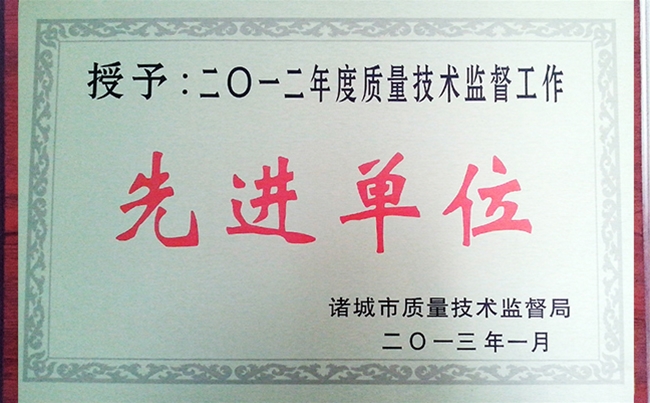 授予：二〇一二年度质量技术监督工作
先进单位
诸城市质量技术监督局
二〇一三年一月